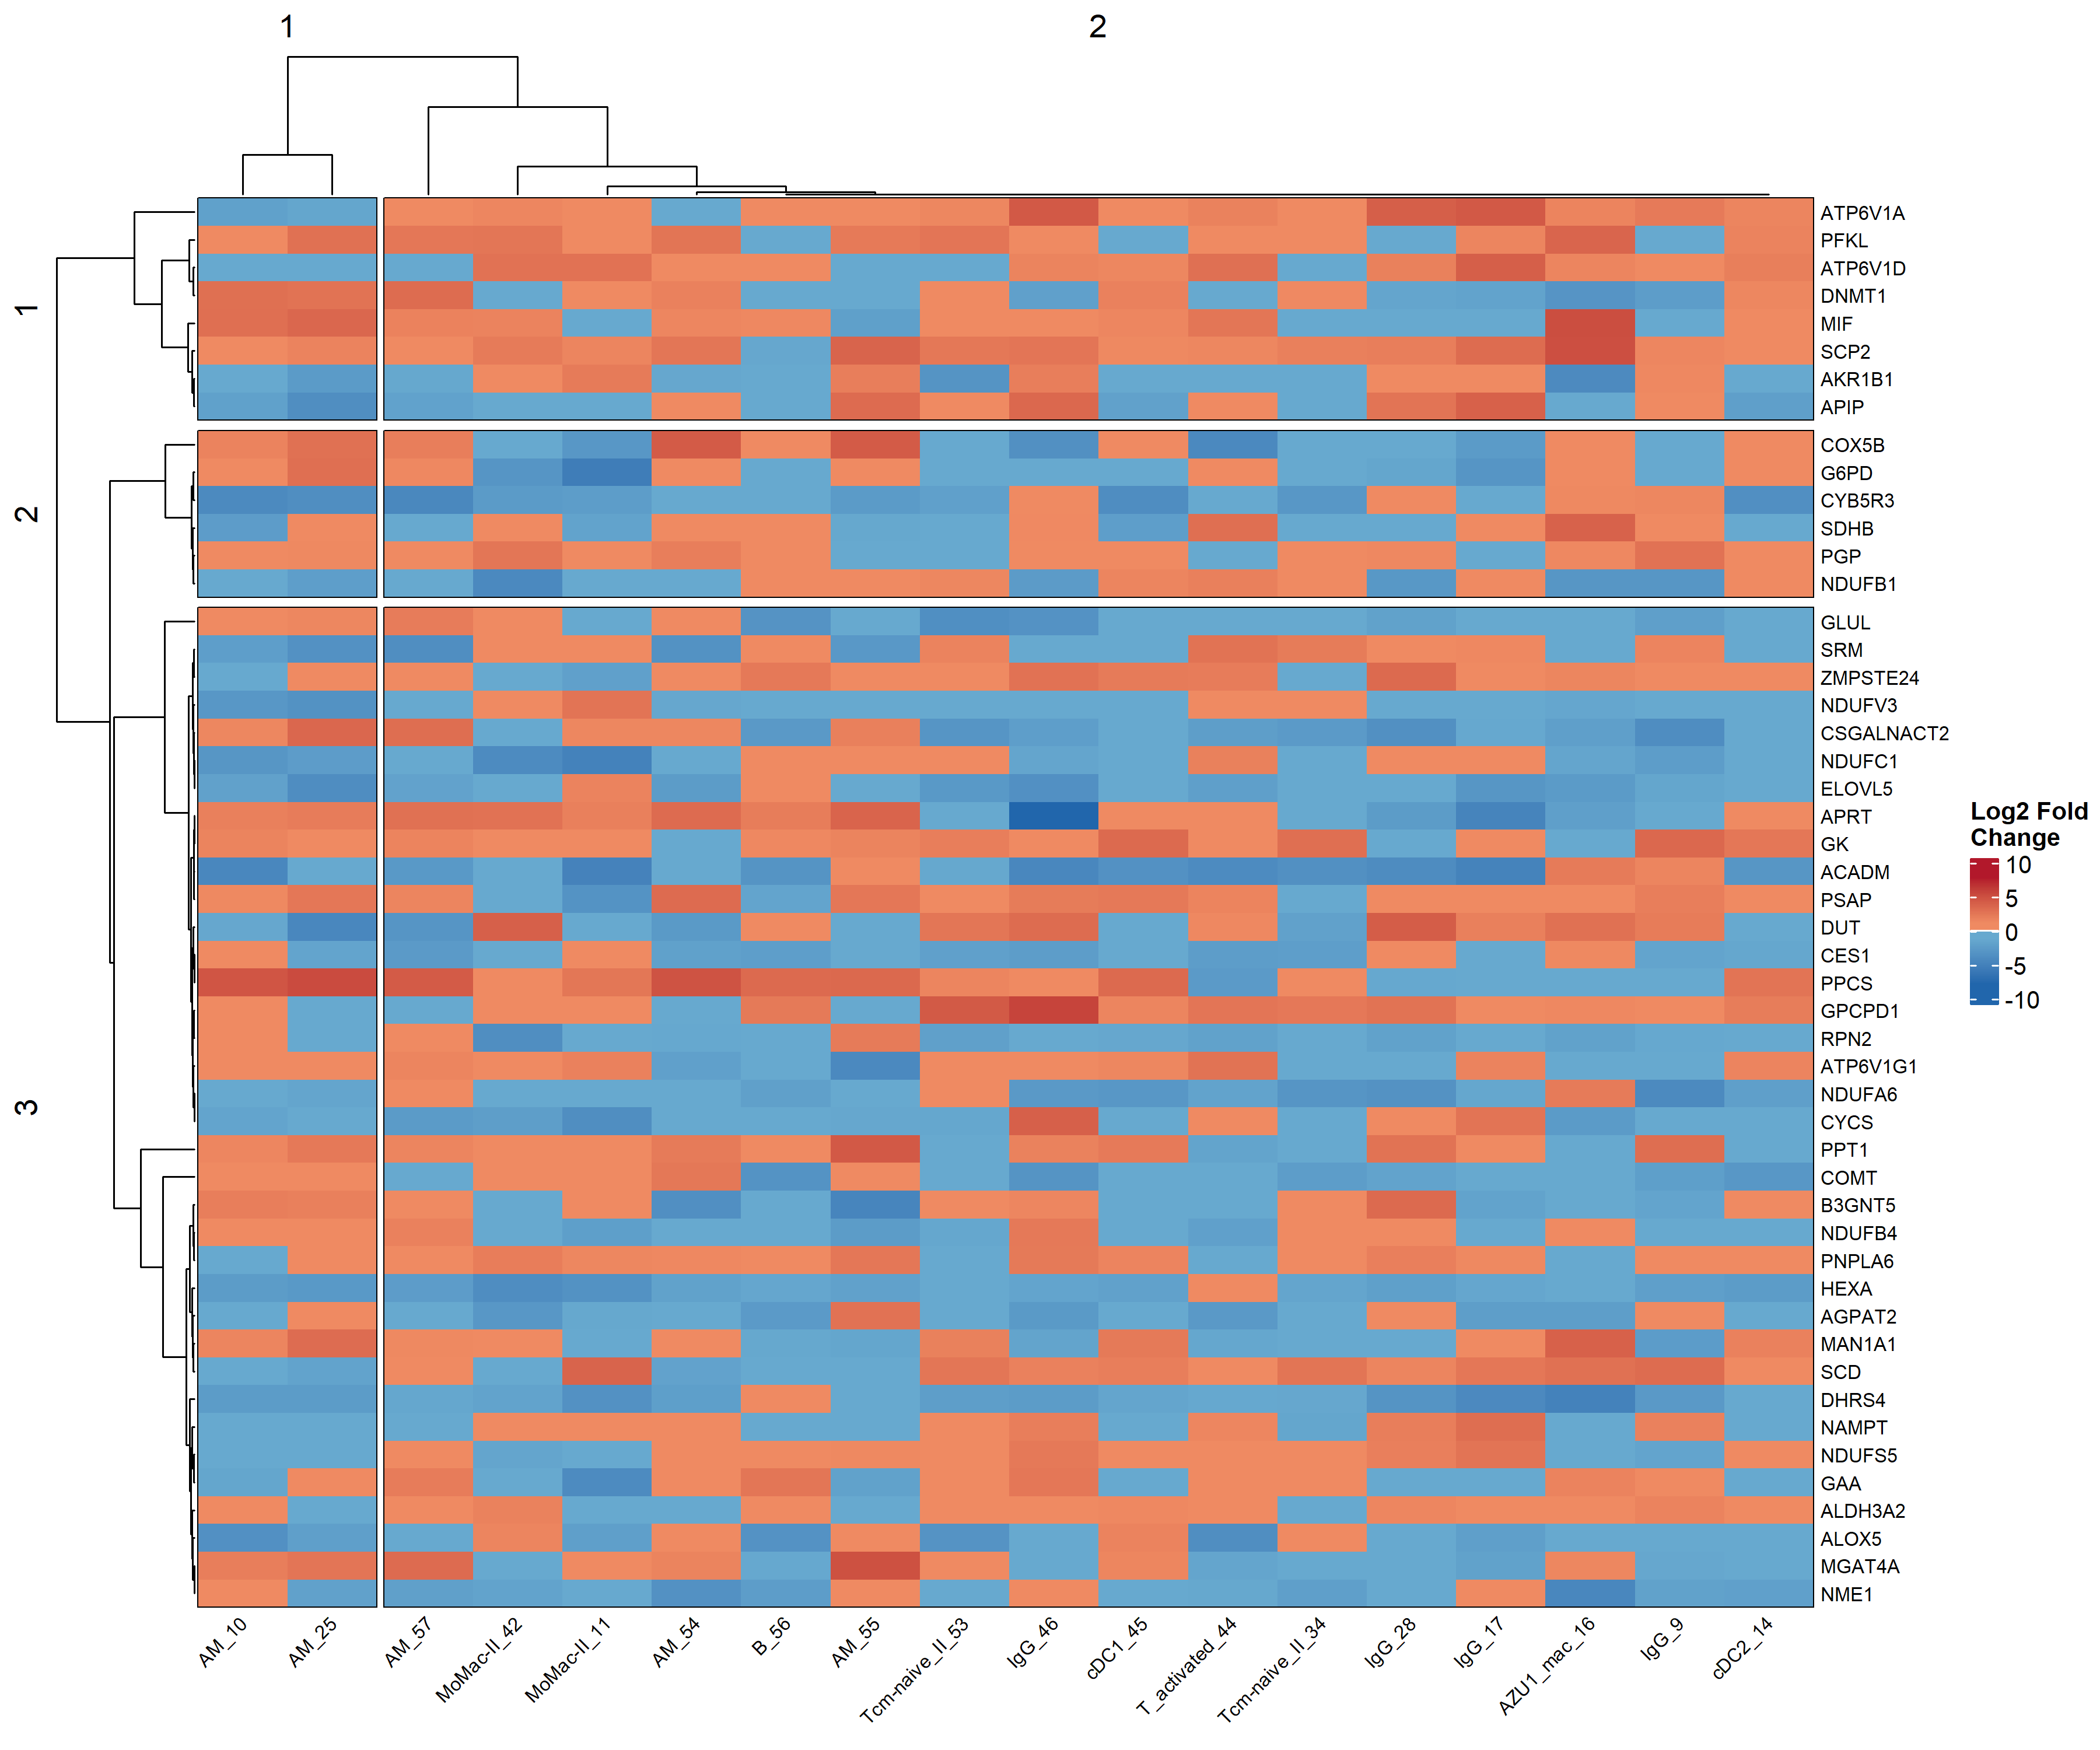 1
2
1
2
3
ATP6V1A
PFKL
ATP6V1D
DNMT1
MIF
SCP2
AKR1B1
APIP
COX5B
G6PD
CYB5R3
SDHB
PGP
NDUFB1
GLUL
SRM
ZMPSTE24
NDUFV3
CSGALNACT2
NDUFC1
ELOVL5
APRT
GK
ACADM
PSAP
DUT
CES1
PPCS
GPCPD1
RPN2
ATP6V1G1
NDUFA6
CYCS
PPT1
COMT
B3GNT5
NDUFB4
PNPLA6
HEXA
AGPAT2
MAN1A1
SCD
DHRS4
NAMPT
NDUFS5
GAA
ALDH3A2
ALOX5
MGAT4A
NME1
AM_10
AM_25
AM_57
MoMac-II_42
MoMac-II_11
AM_54
B_56
AM_55
Tcm-naive_II_53
IgG_46
cDC1_45
T_activated_44
Tcm-naive_II_34
IgG_28
IgG_17
AZU1_mac_16
IgG_9
cDC2_14
Log2 Fold
Change
10
5
0
-5
-10